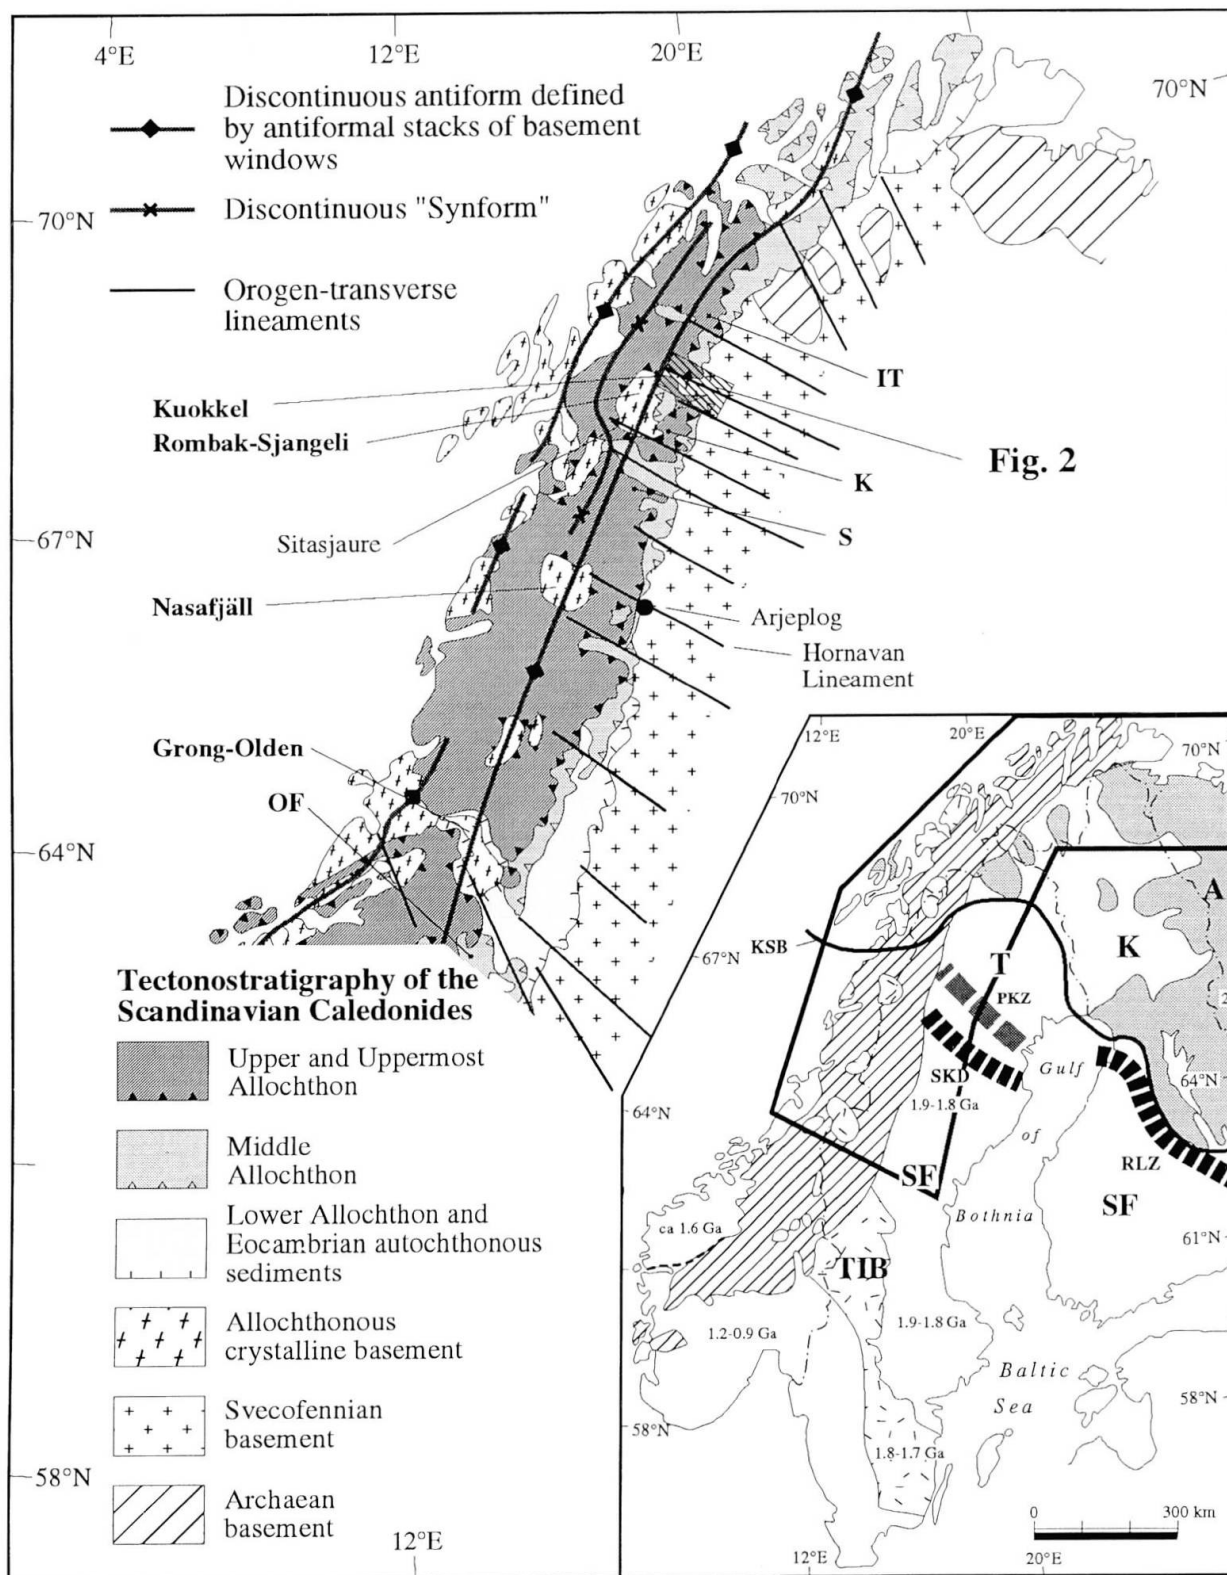 4°E
12°E
20°E
70°N
Discontinuous antiform defined
by antiformal stacks of basement
windows
70°N
Discontinuous "Synform"
Orogen-transverse
lineaments
IT
Kuokkel
Rombak-Sjangeli
Fig. 2
K
S
67°N
Sitasjaure
Nasafjäll
Arjeplog
Hornavan
Lineament
Grong-Olden
OF
64°N
Tectonostratigraphy of the
Scandinavian Caledonides
Upper and Uppermost
Allochthon
Middle
Allochthon
Lower Allochthon and
Eocambrian autochthonous
sediments
Allochthonous
crystalline basement
Svecofennian
basement
Archaean
basement
58°N
12°E
12°E
20°E
70°N
70°N
A
K
KSB
67°N
T
PKZ
2
Gulf
64°N
SKD
1.9-1.8 Ga
64°N
of
RLZ
SF
SF
Bothnia
ca 1.6 Ga
61°N
TIB
1.2-0.9 Ga
1.9-1.8 Ga
Baltic
Sea
58°N
58°N
1.8-1.7 Ga
0
300 km
12°E
20°E